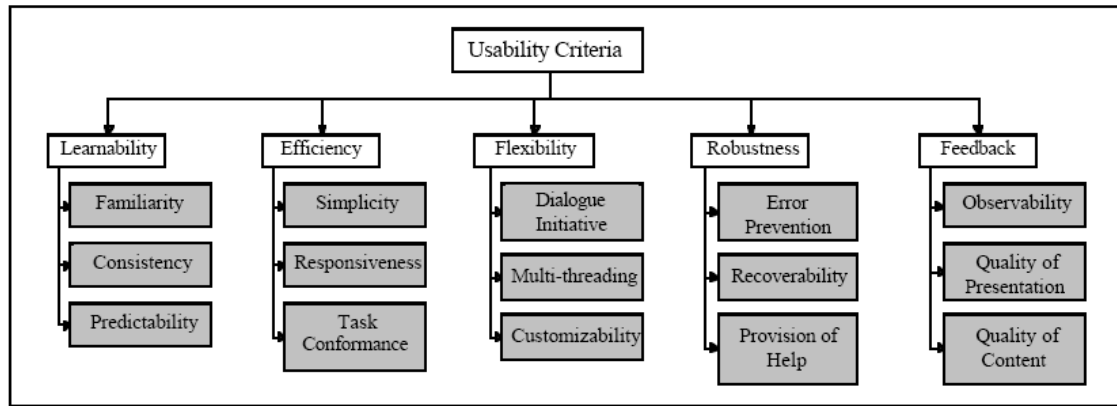 Usability Criteria
Learnability
Familiarity
Consistency
Predictability
Efficiency
Simplicity
Responsiveness
Task
Conformance
Flexibility
Dialogue
Initiative
Multi-threading
Customizability
Robustness
Error
Prevention
Recoverability
Provision of
Help
Feedback
Observability
Quality of
Presentation
Quality of
Content